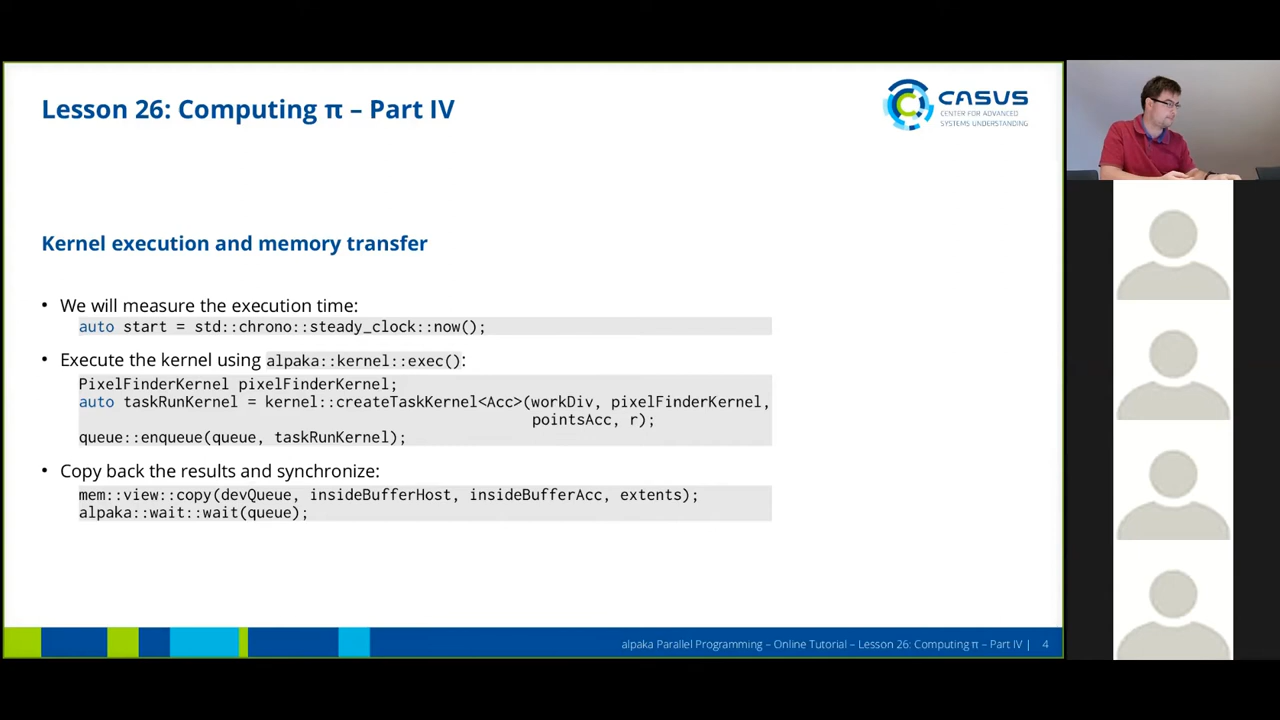 Lesson 26: Computing π – Part IV
CASUS
CENTER FOR ADVANCED
SYSTEMS UNDERSTANDING
Kernel execution and memory transfer
• We will measure the execution time:
auto start = std::chrono::steady_clock::now();
• Execute the kernel using alpaka::kernel::exec():
PixelFinderKernel pixelFinderKernel;
auto taskRunKernel = kernel::createTaskKernel<Acc>(workDiv, pixelFinderKernel,
pointsAcc, r);
queue::enqueue(queue, taskRunKernel);
• Copy back the results and synchronize:
mem::view::copy(devQueue, insideBufferHost, insideBufferAcc, extents);
alpaka::wait::wait(queue);
alpaka Parallel Programming – Online Tutorial – Lesson 26: Computing π – Part IV | 4